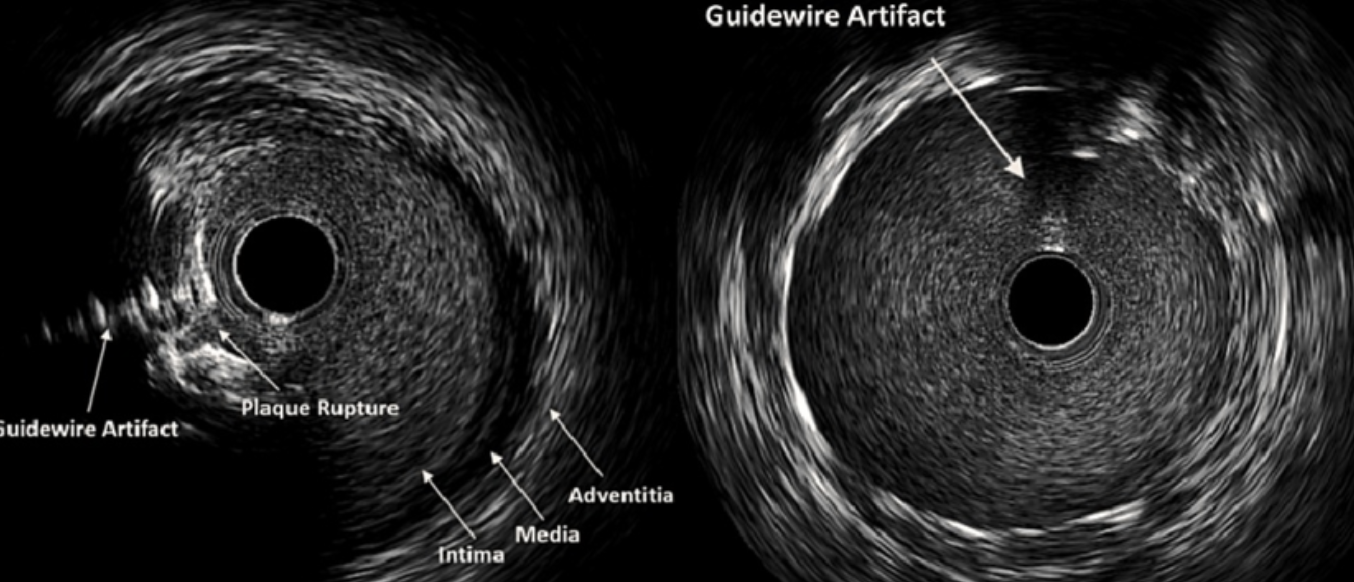 Guidewire Artifact
Plaque Rupture
Guidewire Artifact
Adventitia
Media
Intima